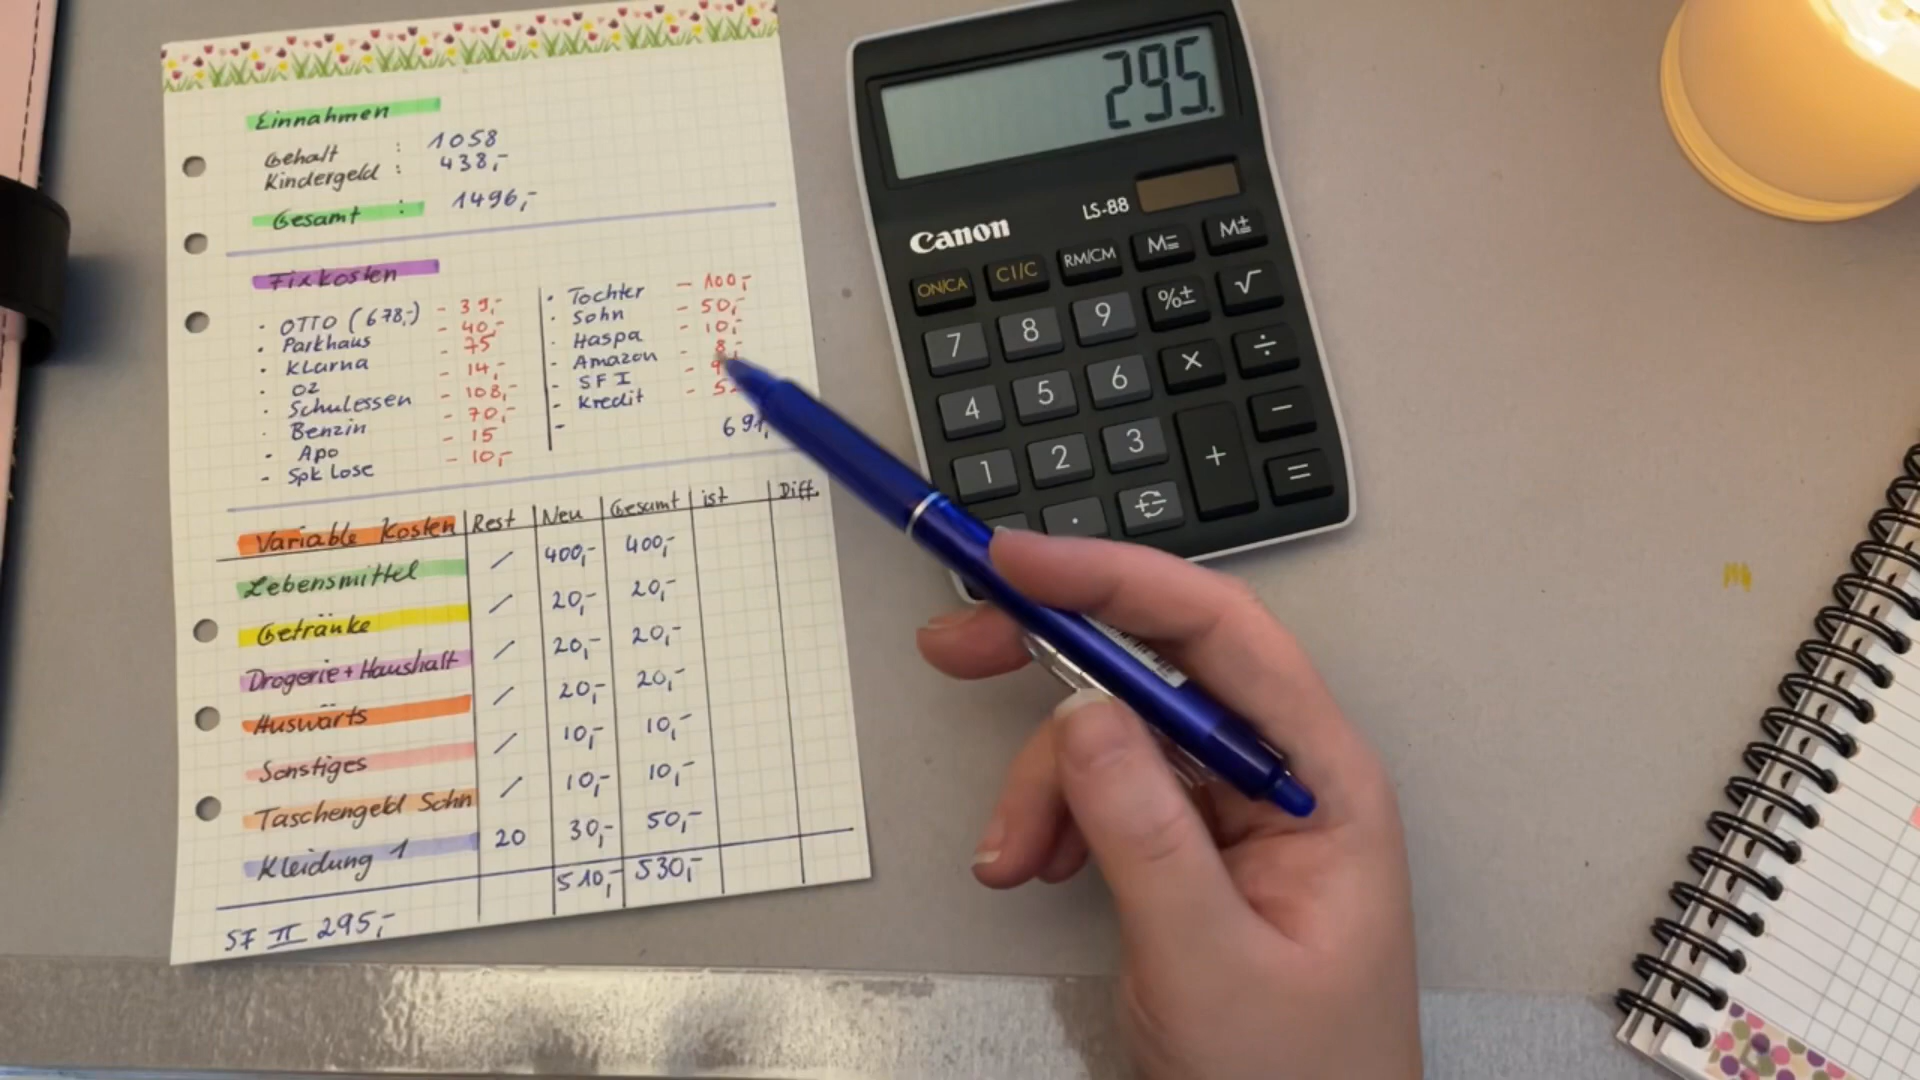 Einnahmen
Gehalt : 1058
Kindergeld : 438,-
Gesamt : 1496,-
Fixkosten
· OTTO (678,-) - 39,-
· Parkhaus - 40,-
· Klarna - 75
· O2 - 14,-
· Schulessen - 108,-
· Benzin - 70,-
· Apo - 15
- Spk Lose - 10,-
· Tochter - 100,-
· Sohn - 50,-
· Haspa - 10,-
- Amazon - 8,-
- SF I -
- Kredit -
-
691,
Variable Kosten Rest Neu Gesamt ist Diff.
Lebensmittel / 400,- 400,-
Getränke / 20,- 20,-
Drogerie + Haushalt / 20,- 20,-
Auswärts / 20,- 20,-
Sonstiges / 10,- 10,-
Taschengeld Sohn / 10,- 10,-
Kleidung 1 20 30,- 50,-
510,- 530,-
SF II 295,-
295.
Canon LS-88
ON/CA CI/C RM/CM M= M±
7 8 9 %± √
4 5 6 × ÷
1 2 3 + −
. =